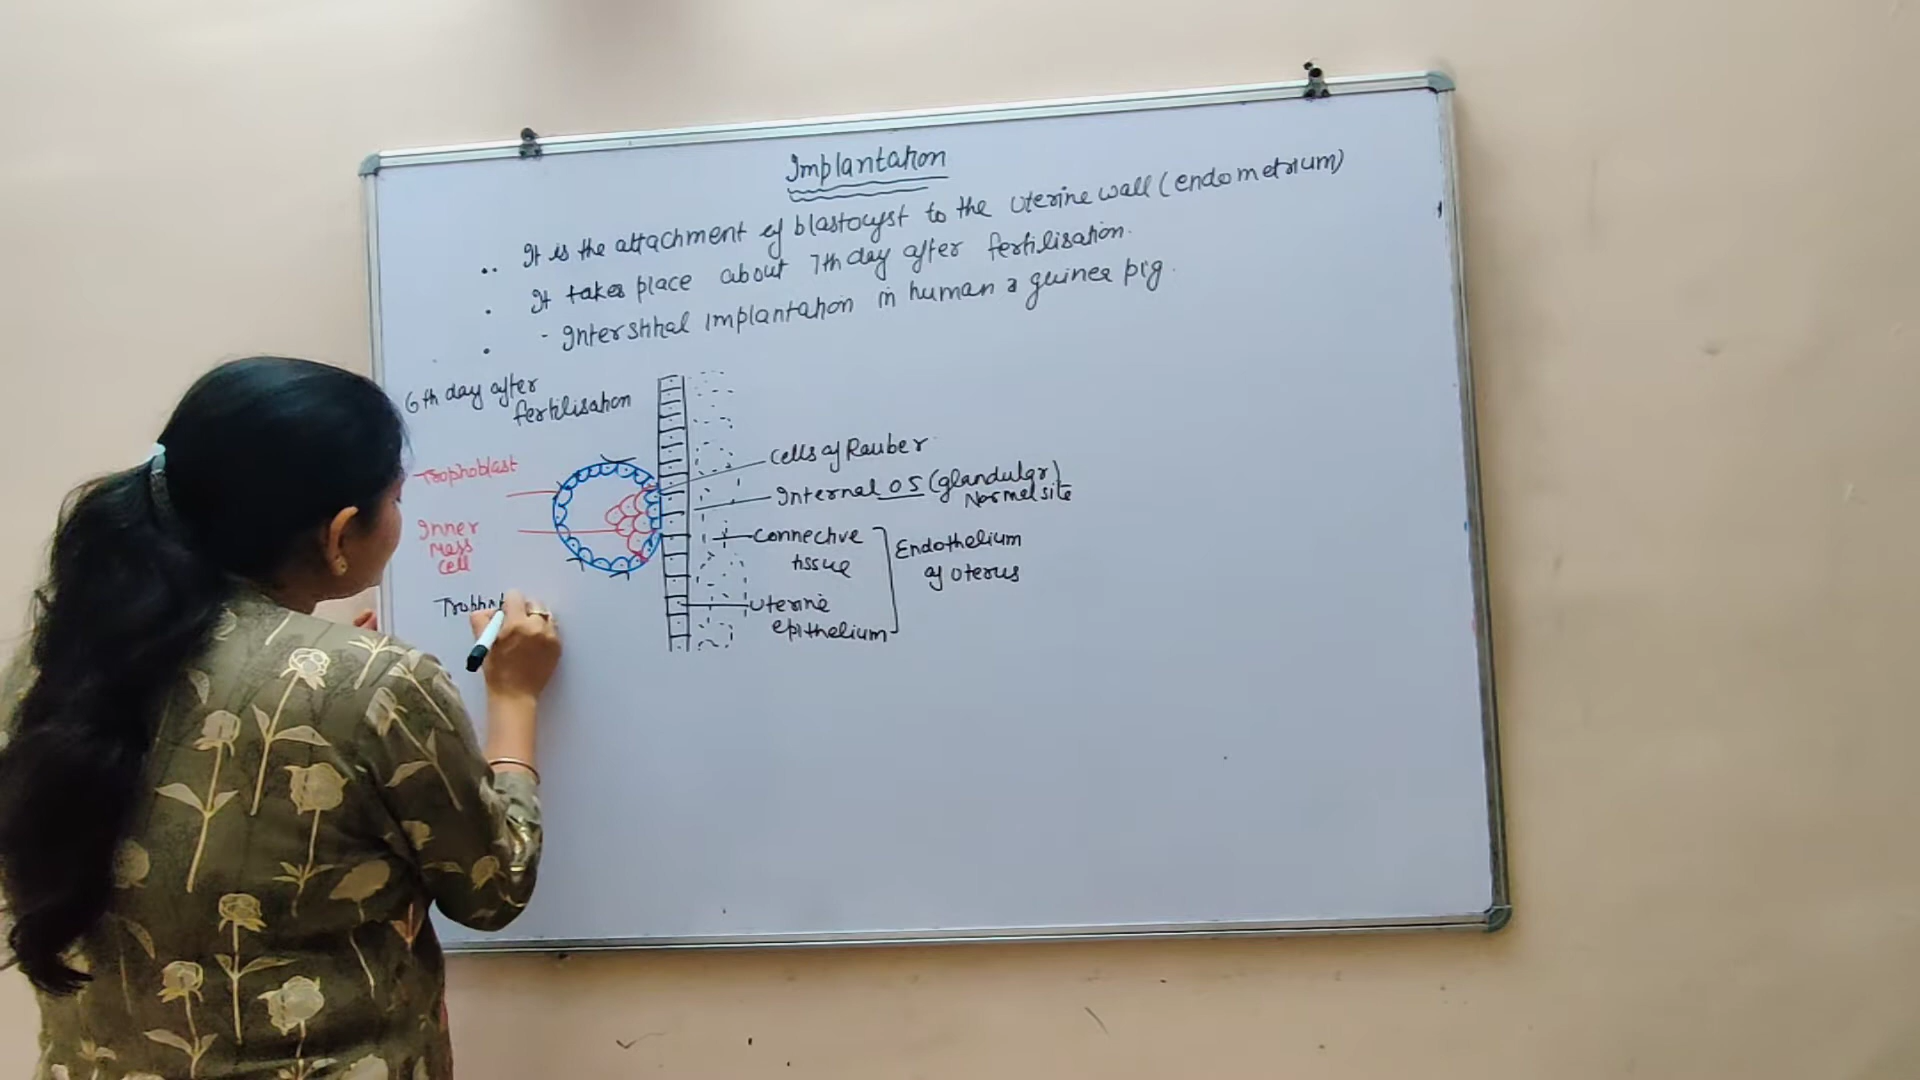 Implantation
.. It is the attachment of blastocyst to the uterine wall (endometrium)
. It takes place about 7th day after fertilisation.
. - Interstitial implantation in human & guinea pig.
6th day after
fertilisation
Trophoblast
Inner
Mass
Cell
Cells of Rauber
Internal OS (glandular)
Normal site
Connective
tissue
Uterine
epithelium
Endothelium
of Uterus